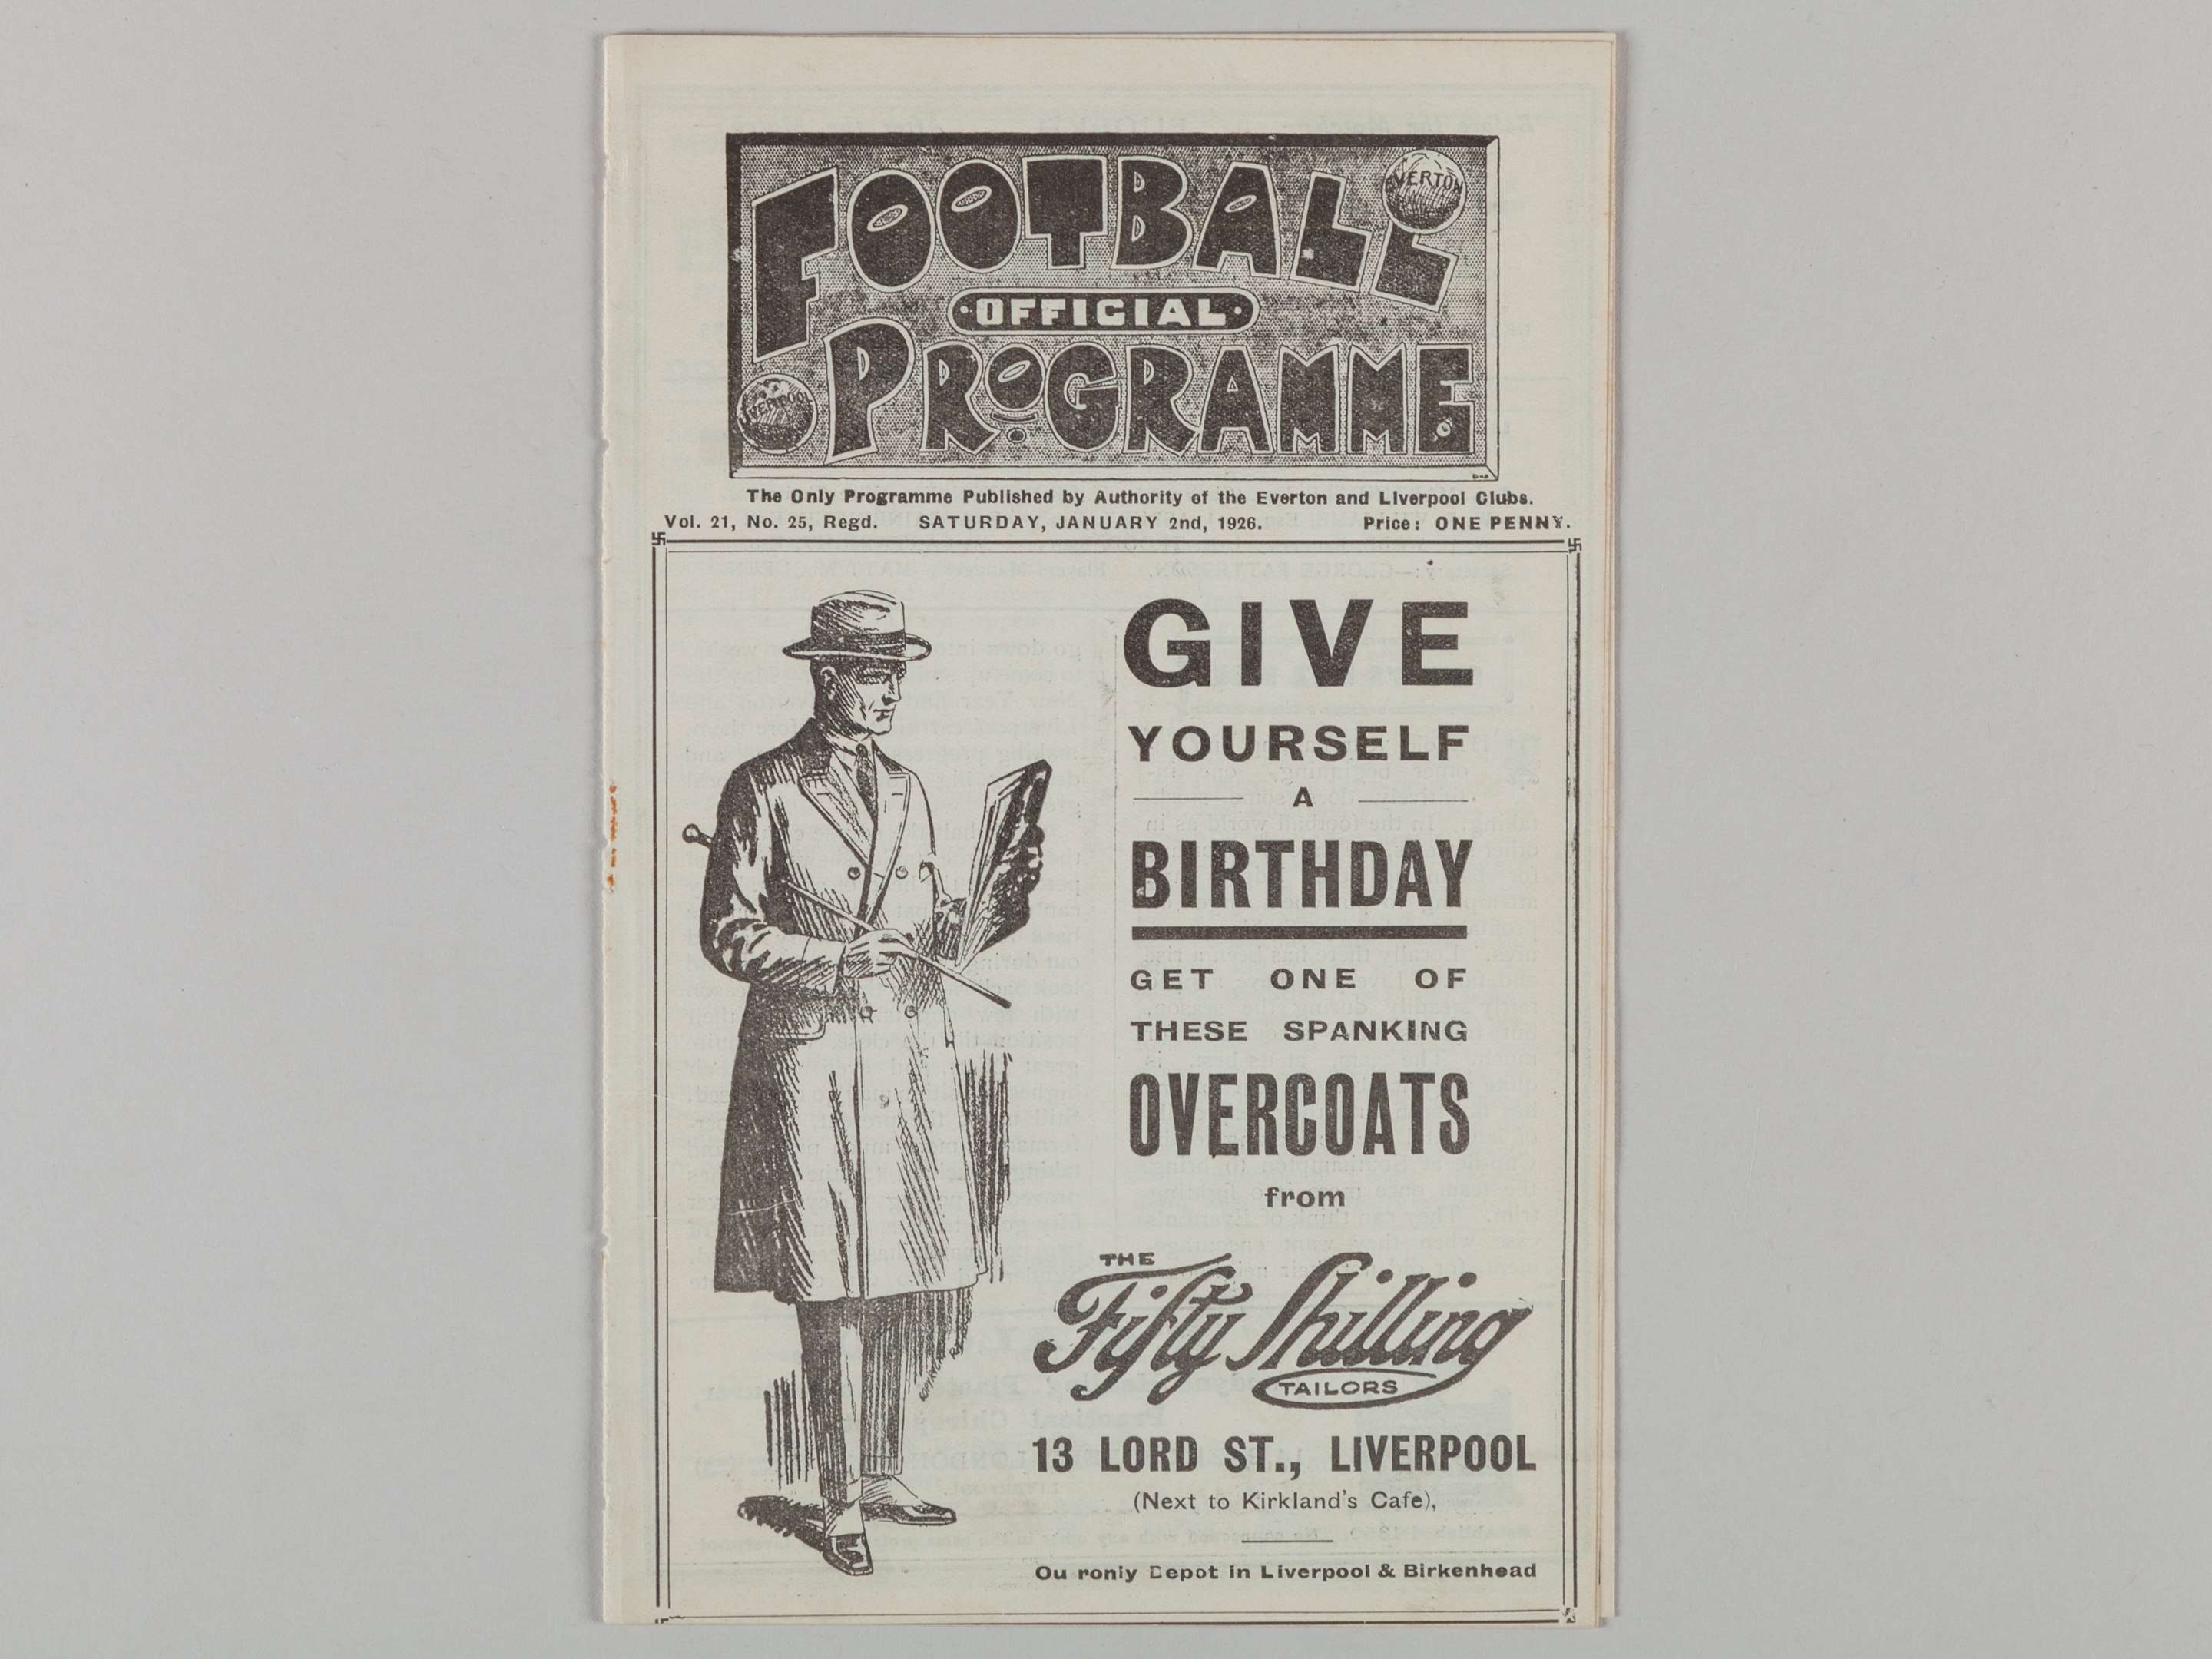 FOOTBALL
EVERTON
·OFFICIAL·
PROGRAMME
LIVERPOOL
The Only Programme Published by Authority of the Everton and Liverpool Clubs.
Vol. 21, No. 25, Regd. SATURDAY, JANUARY 2nd, 1926. Price: ONE PENNY.
GIVE
YOURSELF
A
BIRTHDAY
GET ONE OF
THESE SPANKING
OVERCOATS
from
THE
Fifty Shilling
TAILORS
13 LORD ST., LIVERPOOL
(Next to Kirkland's Cafe),
Ou ronly Depot in Liverpool & Birkenhead